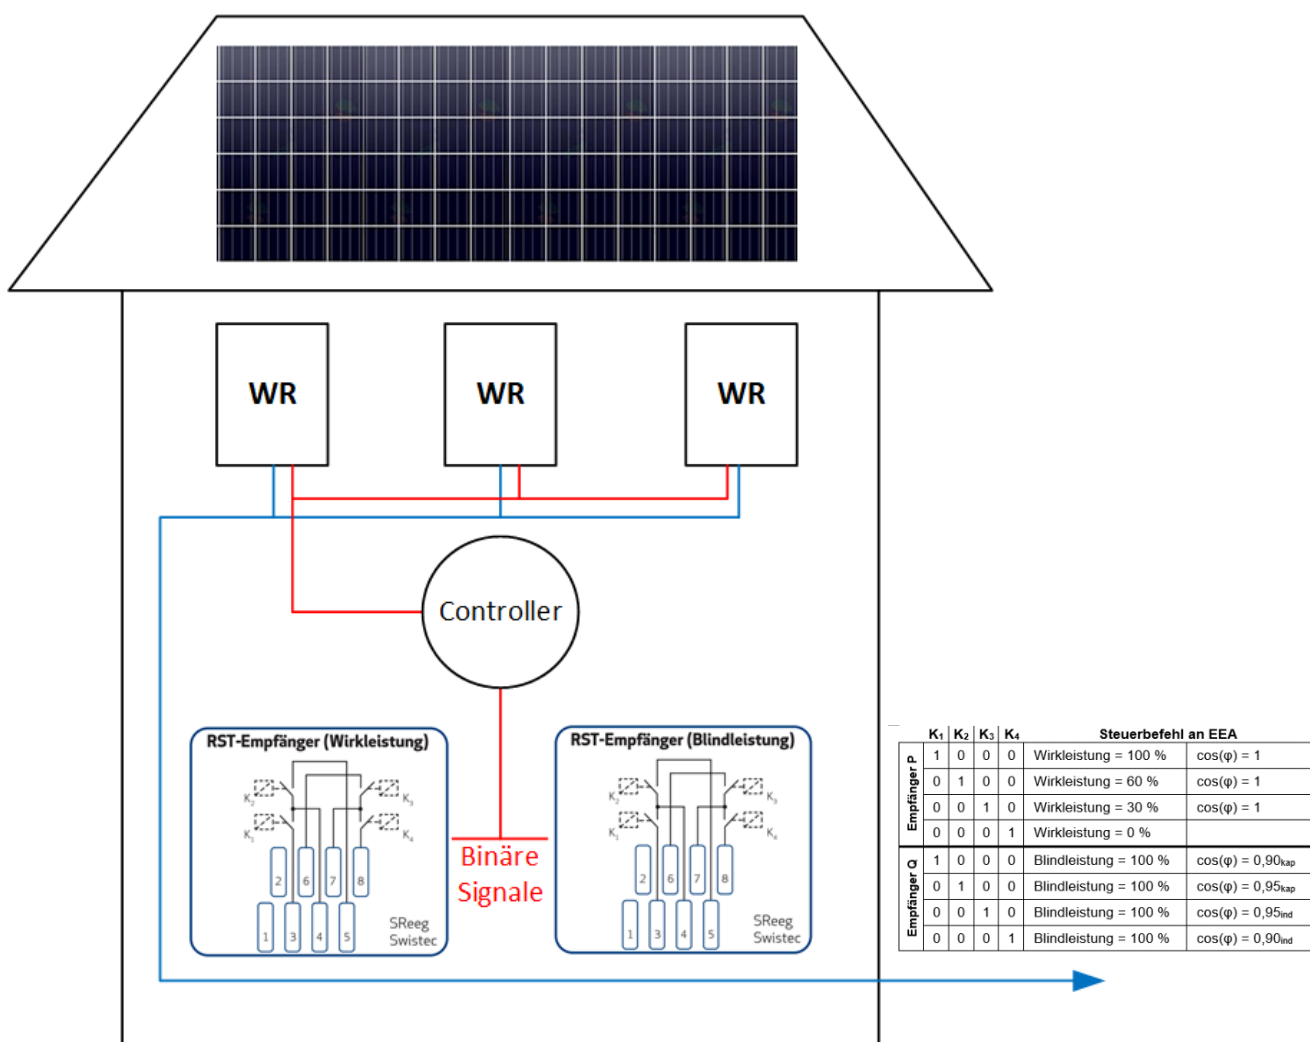 WR
WR
WR
Controller
RST-Empfänger (Wirkleistung)
K2
K3
K1
K4
2 6 7 8
1 3 4 5
SReeg
Swistec
Binäre
Signale
RST-Empfänger (Blindleistung)
K2
K3
K1
K4
2 6 7 8
1 3 4 5
SReeg
Swistec
K1 K2 K3 K4 Steuerbefehl an EEA
Empfänger P
1 0 0 0 Wirkleistung = 100 % cos(φ) = 1
0 1 0 0 Wirkleistung = 60 % cos(φ) = 1
0 0 1 0 Wirkleistung = 30 % cos(φ) = 1
0 0 0 1 Wirkleistung = 0 %
Empfänger Q
1 0 0 0 Blindleistung = 100 % cos(φ) = 0,90kap
0 1 0 0 Blindleistung = 100 % cos(φ) = 0,95kap
0 0 1 0 Blindleistung = 100 % cos(φ) = 0,95ind
0 0 0 1 Blindleistung = 100 % cos(φ) = 0,90ind